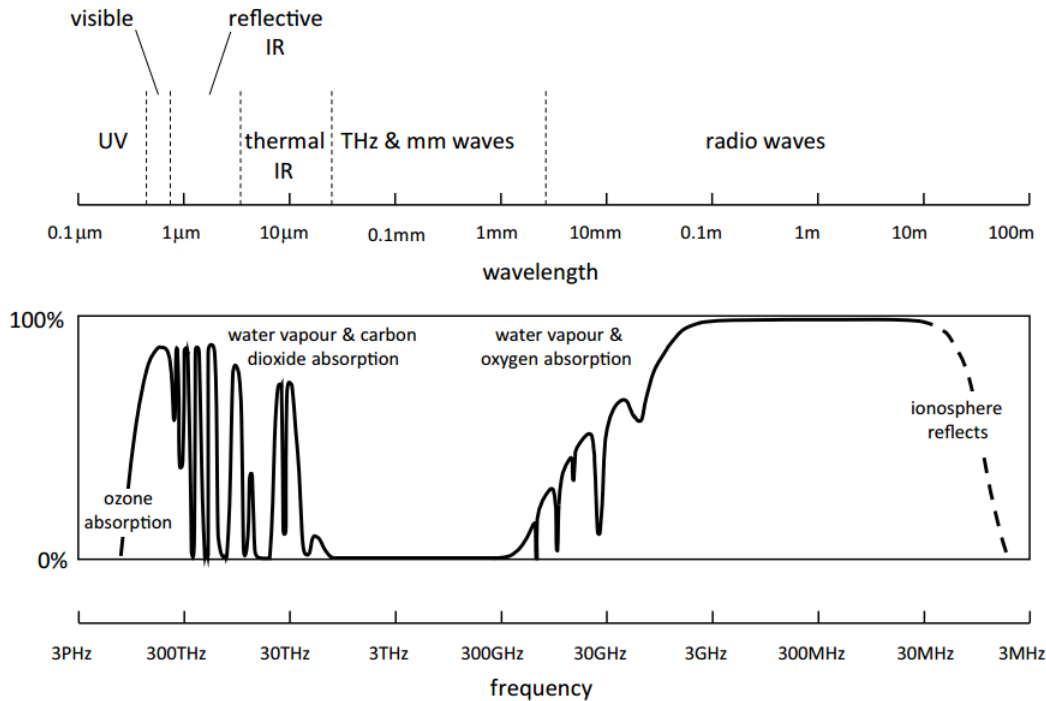 visible
reflective
IR
UV
thermal
IR
THz & mm waves
radio waves
0.1μm
1μm
10μm
0.1mm
1mm
10mm
0.1m
1m
10m
100m
wavelength
100%
water vapour & carbon
dioxide absorption
water vapour &
oxygen absorption
ionosphere
reflects
ozone
absorption
0%
3PHz
300THz
30THz
3THz
300GHz
30GHz
3GHz
300MHz
30MHz
3MHz
frequency